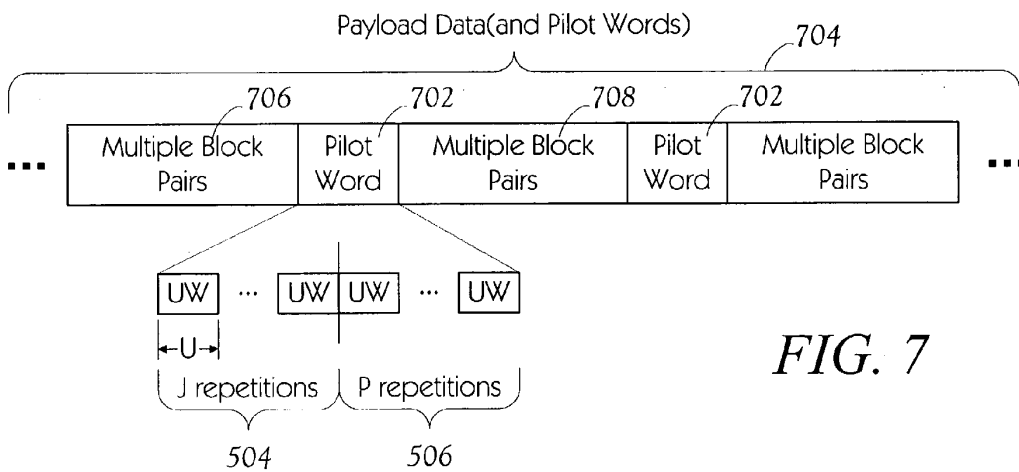 Payload Data(and Pilot Words)
704
706
702
708
702
... Multiple Block Pairs
Pilot Word
Multiple Block Pairs
Pilot Word
Multiple Block Pairs ...
UW ... UW UW ... UW
U
J repetitions P repetitions
504 506
FIG. 7